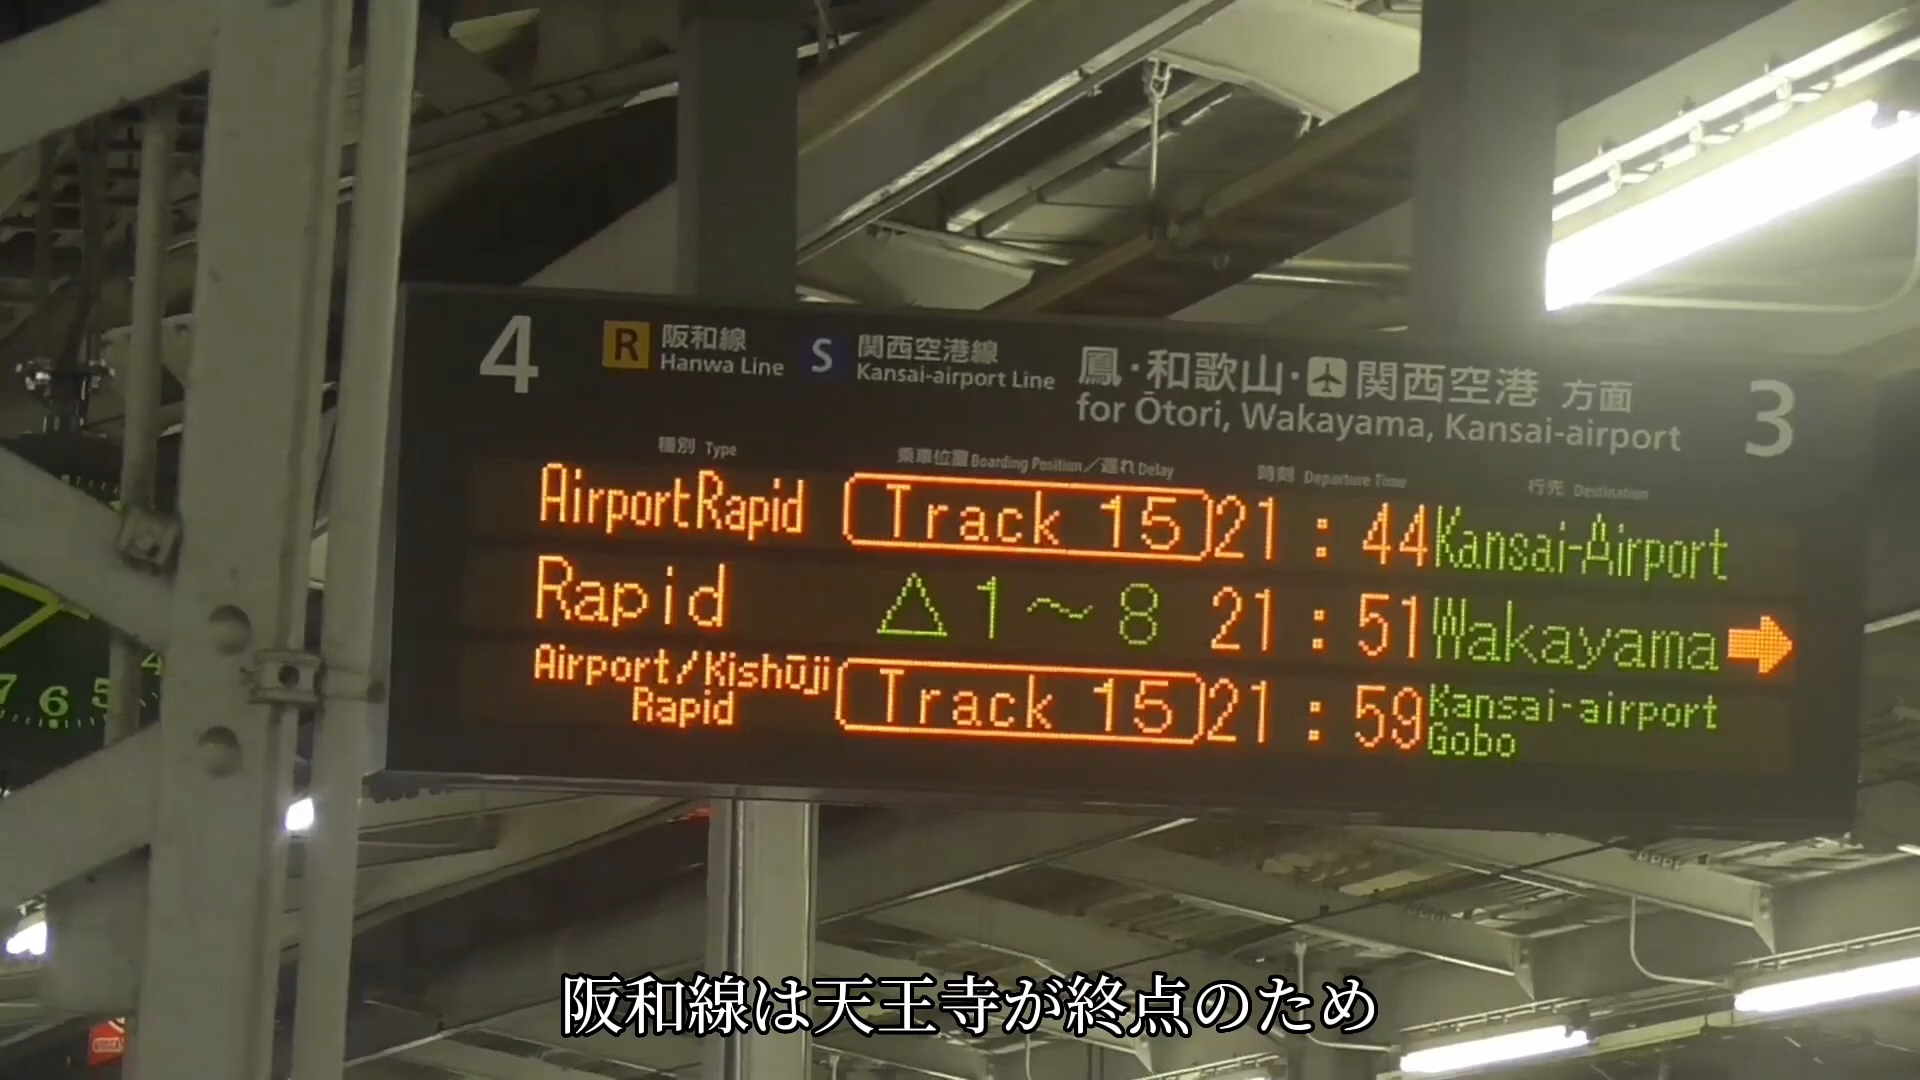 4 R 阪和線 S 関西空港線 鳳・和歌山・関西空港 方面 3
Hanwa Line Kansai-airport Line for Ōtori, Wakayama, Kansai-airport
種別 Type 乗車位置 Boarding Position／遅れ Delay 時刻 Departure Time 行先 Destination
AirportRapid Track 15 21:44 Kansai-Airport
Rapid △1～8 21:51 Wakayama
Airport/Kishūji Rapid Track 15 21:59 Kansai-airport Gobo
7 6 5 4
阪和線は天王寺が終点のため